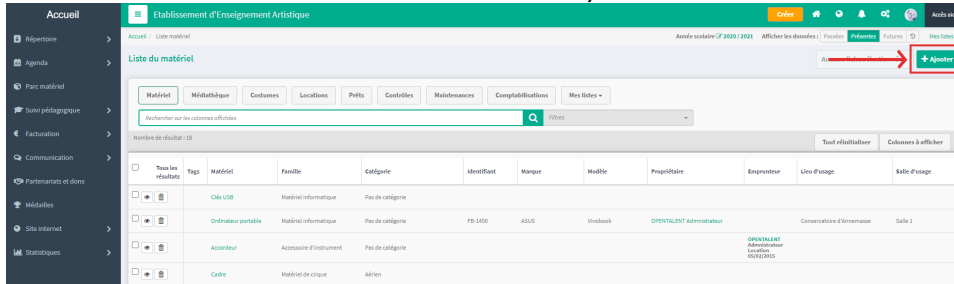 Accueil
Etablissement d'Enseignement Artistique
Créer
Accès aid
Répertoire
Agenda
Parc matériel
Suivi pédagogique
Facturation
Communication
Partenariats et dons
Médailles
Site internet
Statistiques
Accueil / Liste matériel
Année scolaire 2020 / 2021 Afficher les données : Passées Présentes Futures Mes listes
Liste du matériel
+ Ajouter
Matériel Médiathèque Costumes Locations Prêts Contrôles Maintenances Comptabilisations Mes listes
Rechercher sur les colonnes affichées
Filtres
Nombre de résultat : 18
Tout réinitialiser Colonnes à afficher
Tous les résultats Tags Matériel Famille Catégorie Identifiant Marque Modèle Propriétaire Emprunteur Lieu d'usage Salle d'usage
Clés USB Matériel informatique Pas de catégorie
Ordinateur portable Matériel informatique Pas de catégorie PB-1450 ASUS Vivobook OPENTALENT Admnistrateur Conservatoire d'Annemasse Salle 1
Accordeur Accessoire d'instrument Pas de catégorie
OPENTALENT
Admnistrateur
Location
05/03/2015
Cadre Matériel de cirque Aérien